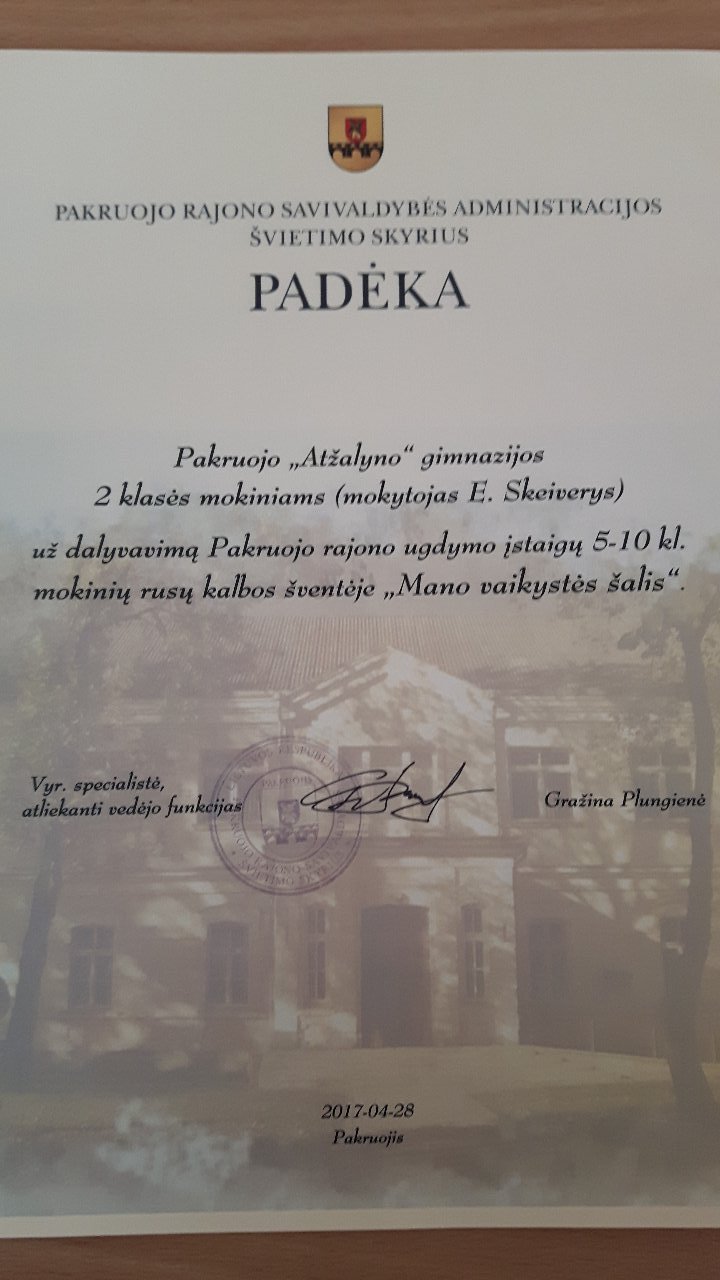 PAKRUOJO RAJONO SAVIVALDYBĖS ADMINISTRACIJOS
ŠVIETIMO SKYRIUS
PADĖKA
Pakruojo „Atžalyno“ gimnazijos
2 klasės mokiniams (mokytojas E. Skeiverys)
už dalyvavimą Pakruojo rajono ugdymo įstaigų 5-10 kl.
mokinių rusų kalbos šventėje „Mano vaikystės šalis“.
Vyr. specialistė,
atliekanti vedėjo funkcijas
Gražina Plungienė
2017-04-28
Pakruojis